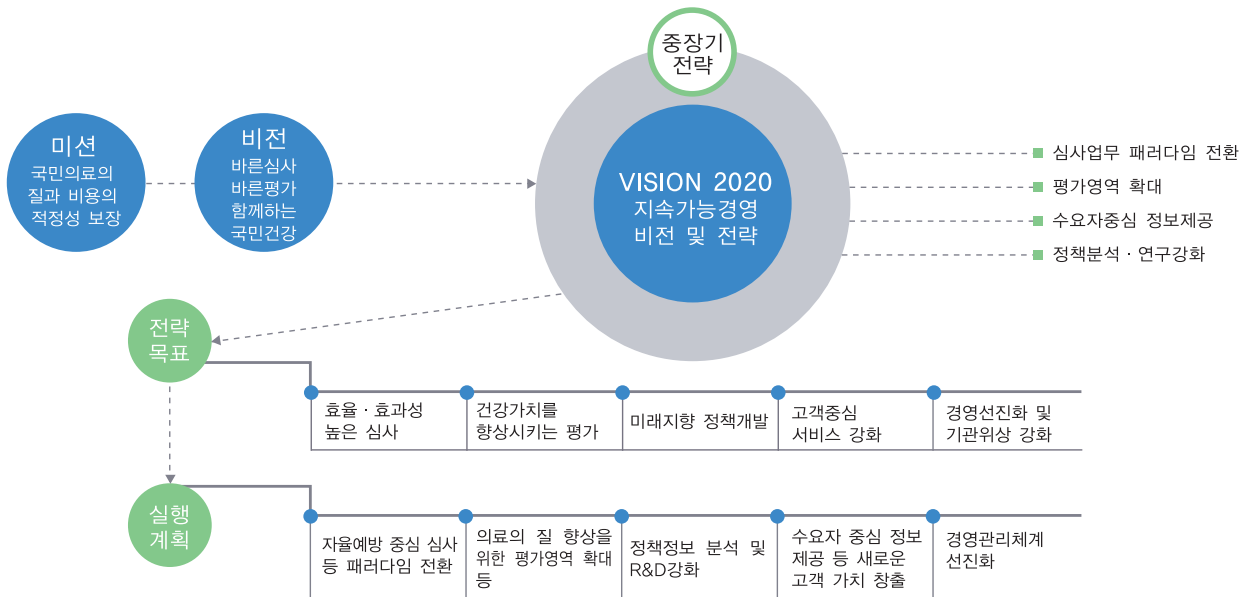 중장기
전략
미션
국민의료의
질과 비용의
적정성 보장
비전
바른심사
바른평가
함께하는
국민건강
VISION 2020
지속가능경영
비전 및 전략
심사업무 패러다임 전환
평가영역 확대
수요자중심 정보제공
정책분석 · 연구강화
전략
목표
효율 · 효과성
높은 심사
건강가치를
향상시키는 평가
미래지향 정책개발
고객중심
서비스 강화
경영선진화 및
기관위상 강화
실행
계획
자율예방 중심 심사
등 패러다임 전환
의료의 질 향상을
위한 평가영역 확대
등
정책정보 분석 및
R&D강화
수요자 중심 정보
제공 등 새로운
고객 가치 창출
경영관리체계
선진화